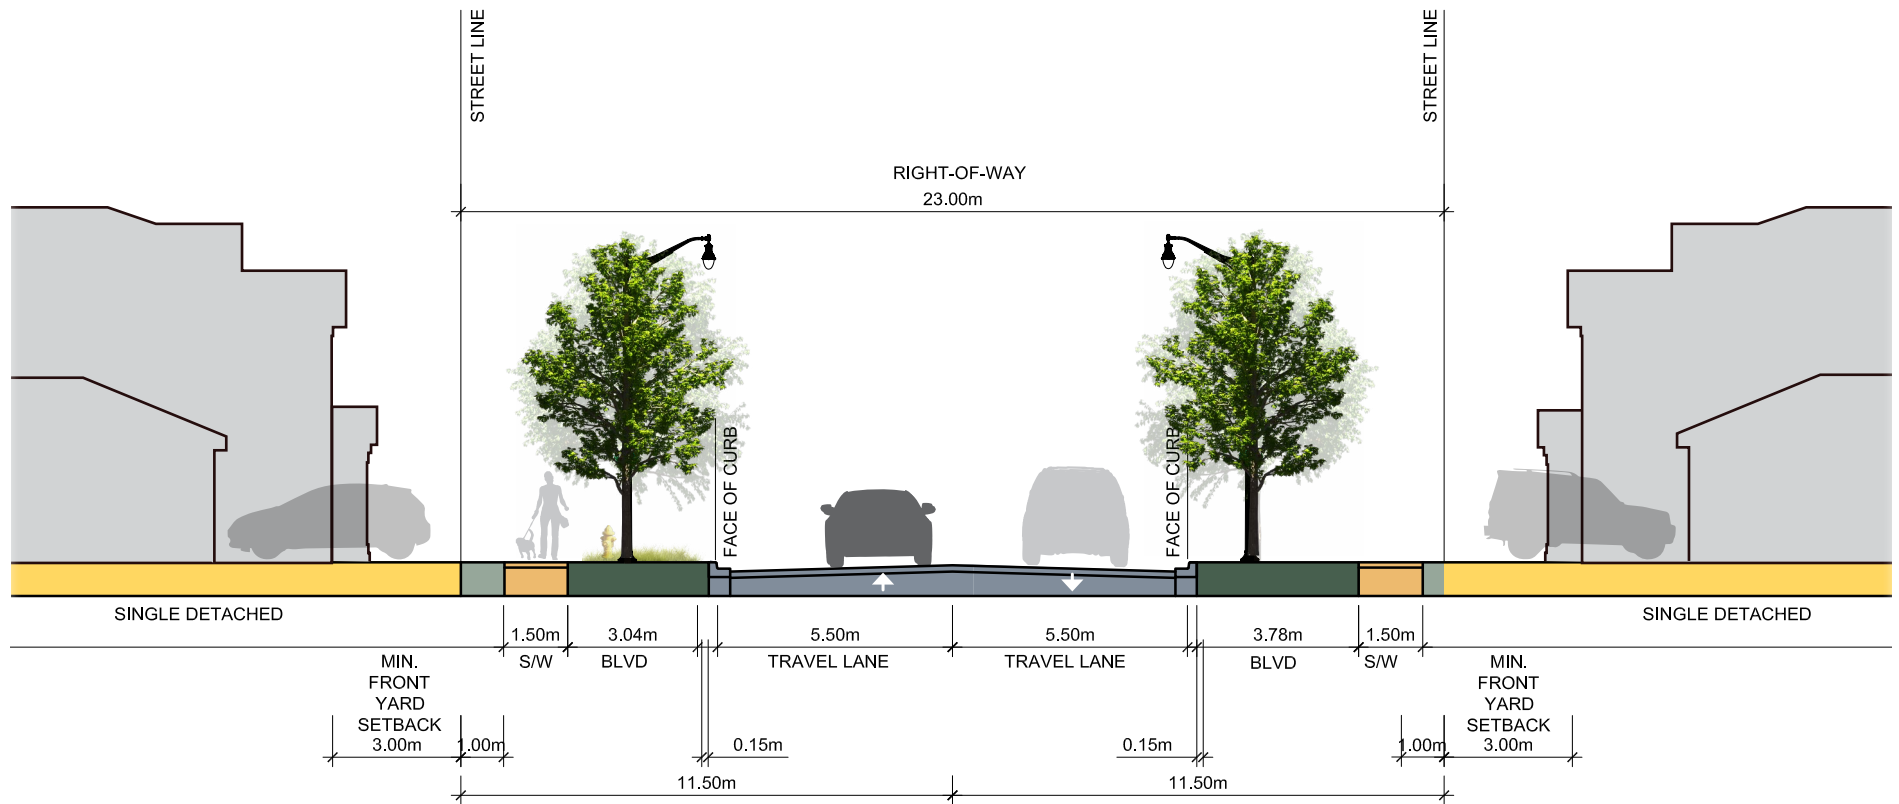 STREET LINE
STREET LINE
RIGHT-OF-WAY
23.00m
FACE OF CURB
FACE OF CURB
SINGLE DETACHED
SINGLE DETACHED
1.50m
3.04m
5.50m
5.50m
3.78m
1.50m
S/W
BLVD
TRAVEL LANE
TRAVEL LANE
BLVD
S/W
MIN.
FRONT
YARD
SETBACK
3.00m
1.00m
0.15m
0.15m
1.00m
MIN.
FRONT
YARD
SETBACK
3.00m
11.50m
11.50m